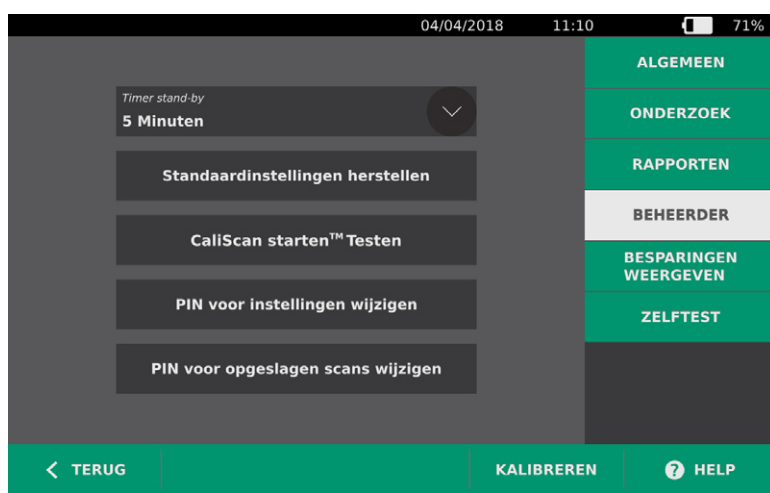 04/04/2018 11:10 71%
ALGEMEEN
Timer stand-by
5 Minuten
ONDERZOEK
Standaardinstellingen herstellen
RAPPORTEN
BEHEERDER
CaliScan starten™ Testen
BESPARINGEN
WEERGEVEN
PIN voor instellingen wijzigen
ZELFTEST
PIN voor opgeslagen scans wijzigen
TERUG KALIBREREN ? HELP